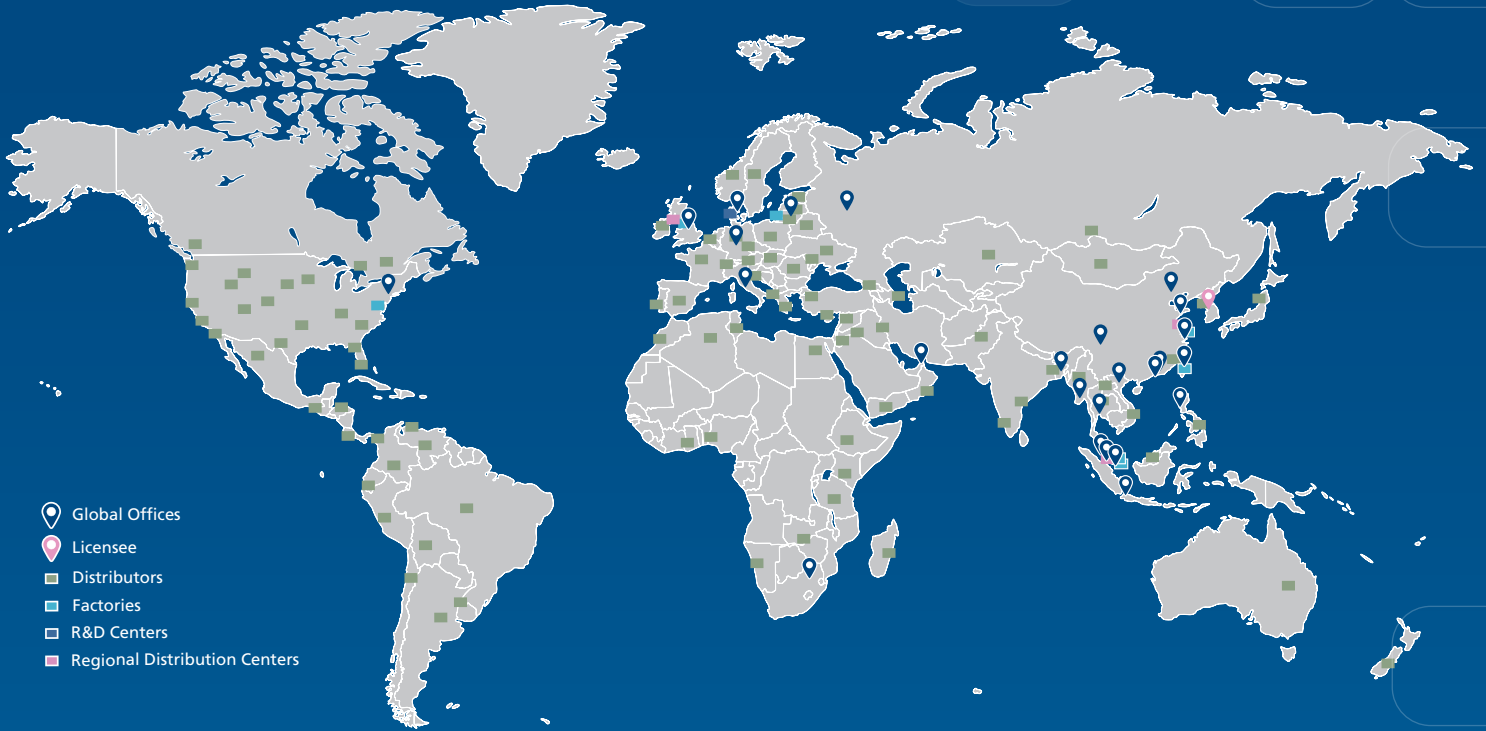 Global Offices
Licensee
Distributors
Factories
R&D Centers
Regional Distribution Centers